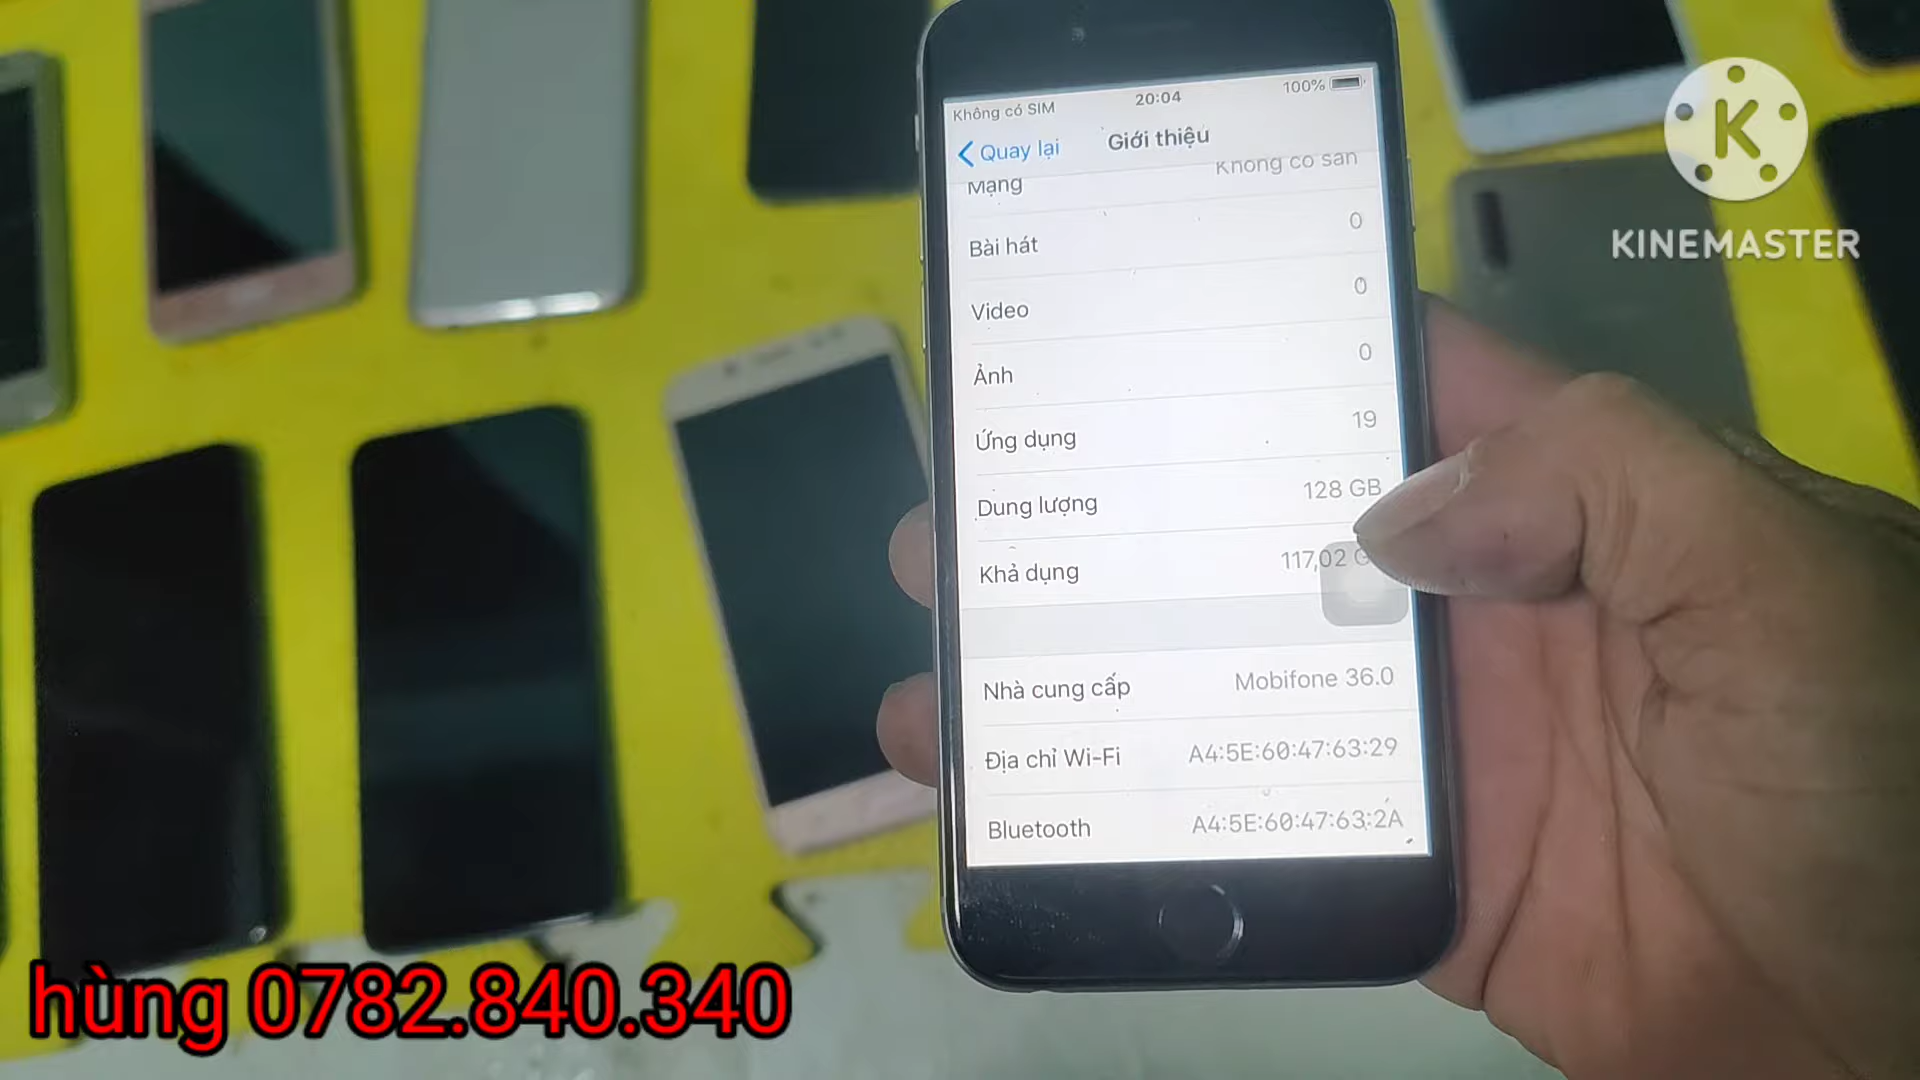 Không có SIM 20:04 100%
Quay lại Giới thiệu
Mạng Không có sẵn
Bài hát 0
Video 0
Ảnh 0
Ứng dụng 19
Dung lượng 128 GB
Khả dụng 117,02 G
Nhà cung cấp Mobifone 36.0
Địa chỉ Wi-Fi A4:5E:60:47:63:29
Bluetooth A4:5E:60:47:63:2A
K
KINEMASTER
hùng 0782.840.340